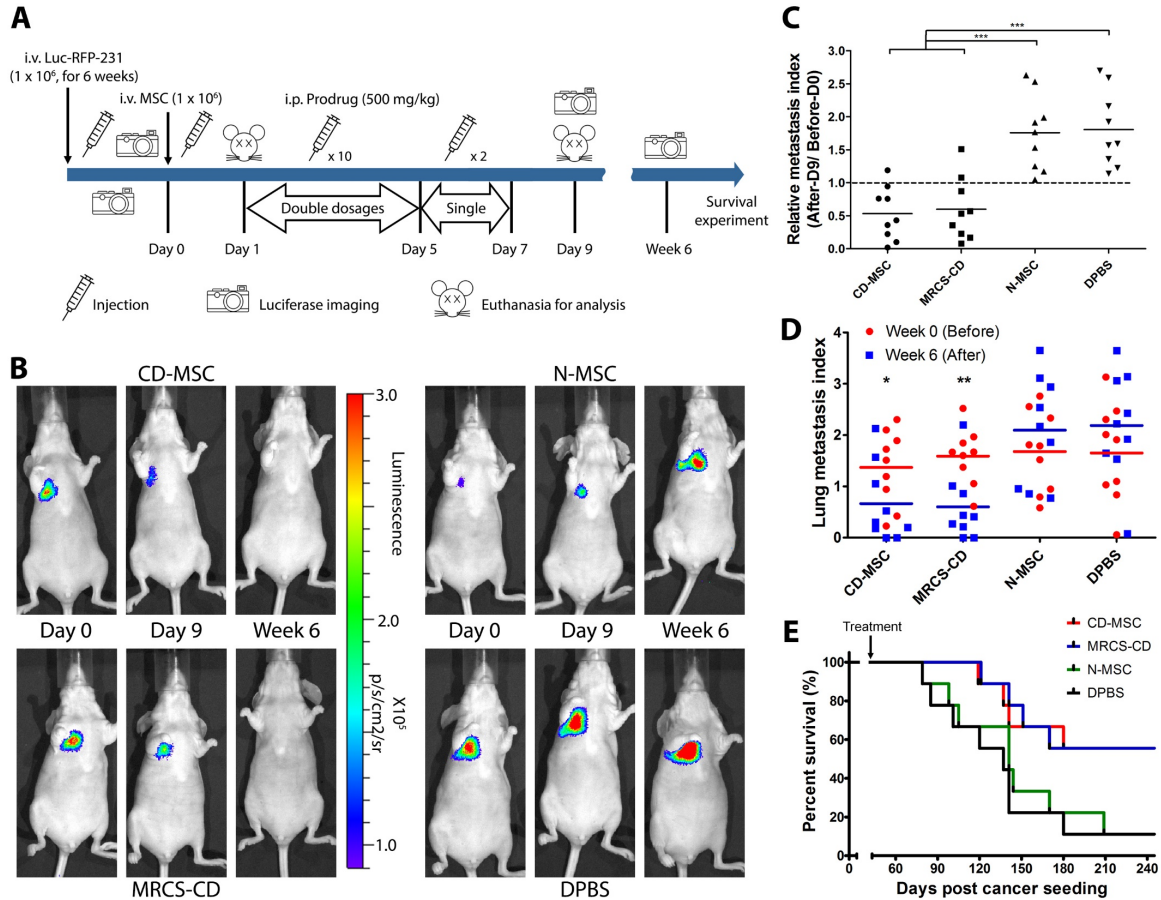 A
i.v. Luc-RFP-231
(1 x 10⁶, for 6 weeks)
i.v. MSC (1 x 10⁶)
i.p. Prodrug (500 mg/kg)
x 10
x 2
Double dosages
Single
Survival
experiment
Day 0
Day 1
Day 5
Day 7
Day 9
Week 6
Injection
Luciferase imaging
Euthanasia for analysis
B
CD-MSC
N-MSC
3.0
Luminescence
2.0
p/s/cm2/sr
X10⁵
1.0
Day 0
Day 9
Week 6
Day 0
Day 9
Week 6
MRCS-CD
DPBS
C
***
***
Relative metastasis index
(After-D9/ Before-D0)
5.0
2.5
2.0
1.5
1.0
0.5
0.0
CD-MSC
MRCS-CD
N-MSC
DPBS
D
Week 0 (Before)
Week 6 (After)
Lung metastasis index
4
3
2
1
0
*
**
CD-MSC
MRCS-CD
N-MSC
DPBS
E
Treatment
CD-MSC
MRCS-CD
N-MSC
DPBS
Percent survival (%)
100
80
60
40
20
0
0
60
90
120
150
180
210
240
Days post cancer seeding